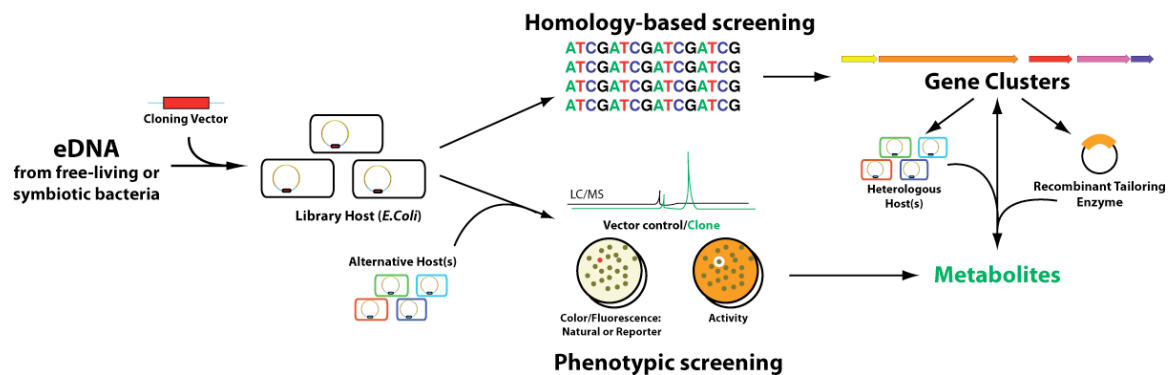 Homology-based screening
ATCGATCGATCGATCG
ATCGATCGATCGATCG
ATCGATCGATCGATCG
ATCGATCGATCGATCG
Gene Clusters
Cloning Vector
eDNA
from free-living or
symbiotic bacteria
Library Host (E.Coli)
Alternative Host(s)
LC/MS
Vector control/Clone
Color/Fluorescence:
Natural or Reporter
Activity
Phenotypic screening
Heterologous
Host(s)
Recombinant Tailoring
Enzyme
Metabolites